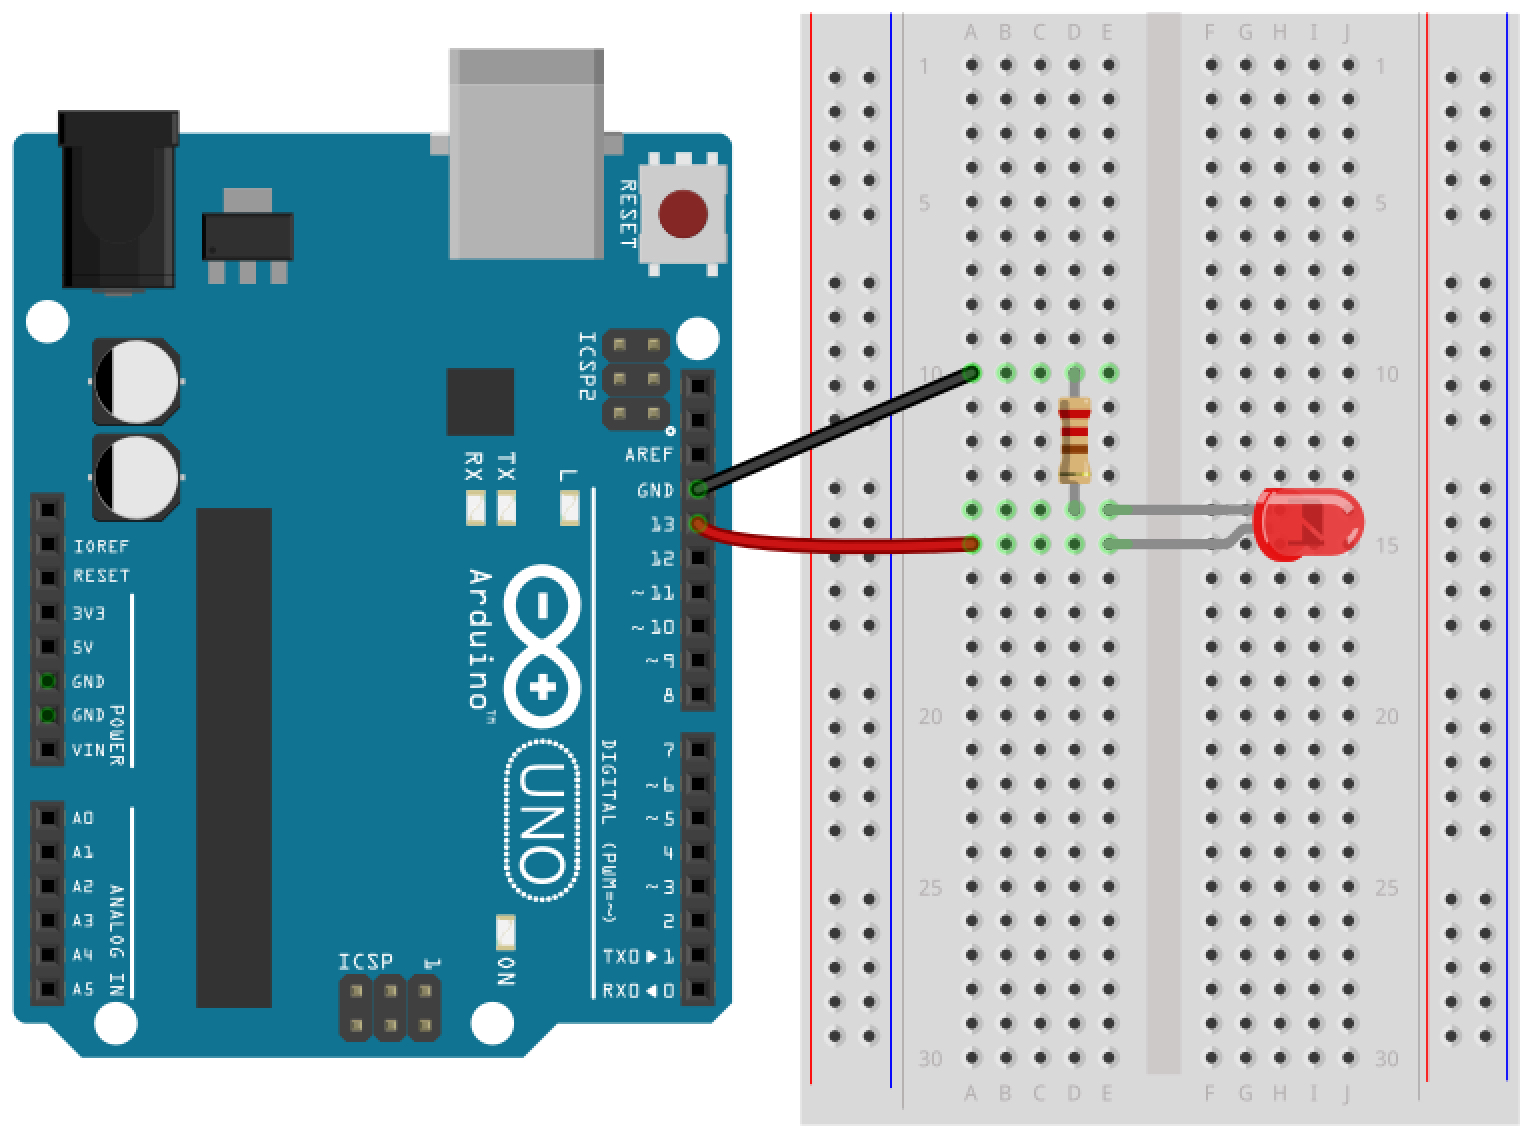 A B C D E F G H I J
1 1
5 5
10 10
15
20 20
25 25
30 30
A B C D E F G H I J
RESET
ICSP2
AREF
GND
13
12
~11
~10
~9
8
7
~6
~5
4
~3
2
TX0▶1
RX0◀0
DIGITAL (PWM=~)
RX
TX
L
Arduino™
UNO
ON
ICSP
1
IOREF
RESET
3V3
5V
GND
GND
VIN
POWER
A0
A1
A2
A3
A4
A5
ANALOG IN